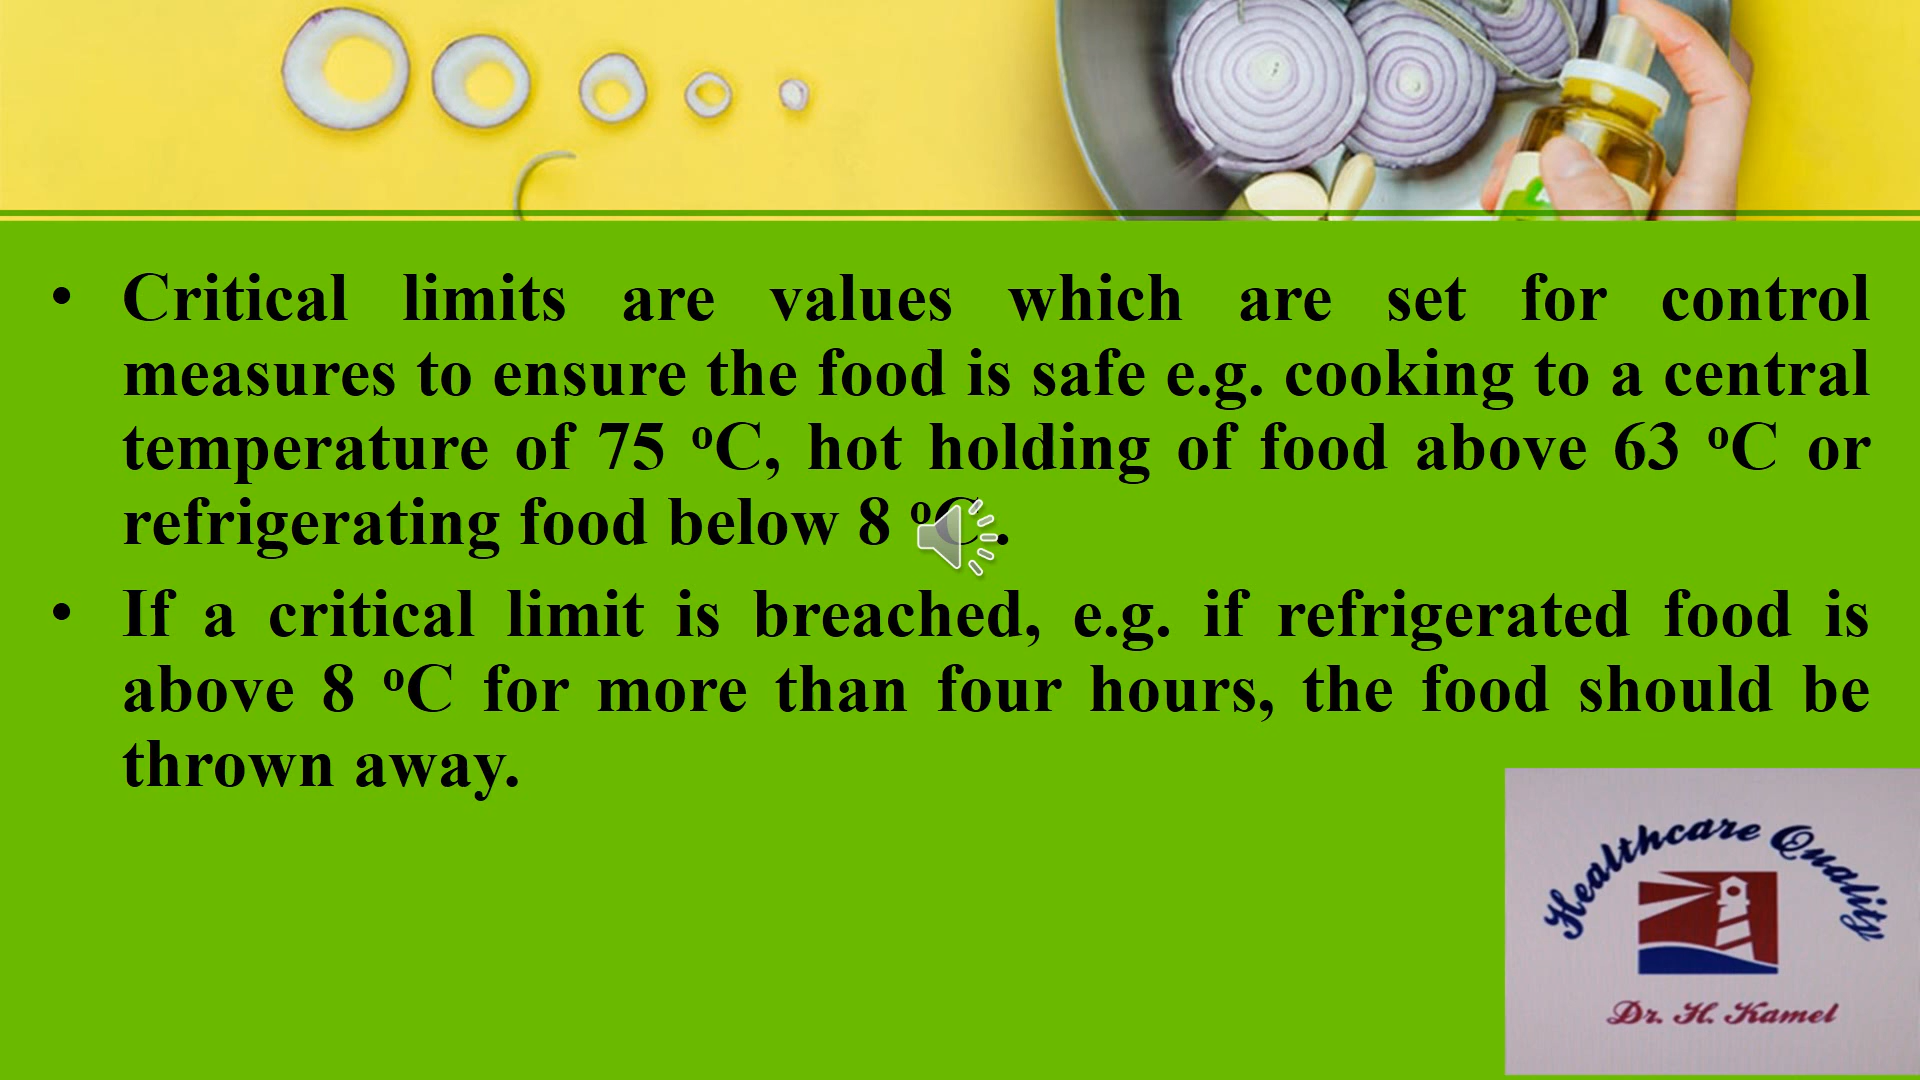 • Critical limits are values which are set for control
measures to ensure the food is safe e.g. cooking to a central
temperature of 75 ºC, hot holding of food above 63 ºC or
refrigerating food below 8 ºC.
• If a critical limit is breached, e.g. if refrigerated food is
above 8 ºC for more than four hours, the food should be
thrown away.
Healthcare Quality
Dr. H. Kamel